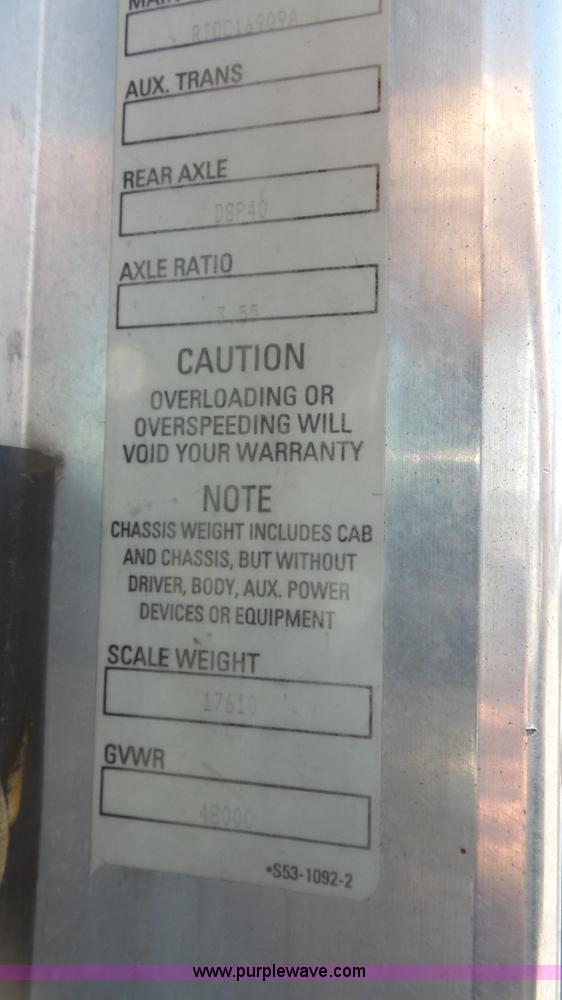 AUX. TRANS
REAR AXLE
DSP40
AXLE RATIO
3.55
CAUTION
OVERLOADING OR
OVERSPEEDING WILL
VOID YOUR WARRANTY
NOTE
CHASSIS WEIGHT INCLUDES CAB
AND CHASSIS, BUT WITHOUT
DRIVER, BODY, AUX. POWER
DEVICES OR EQUIPMENT
SCALE WEIGHT
17610
GVWR
48000
•S53-1092-2
www.purplewave.com